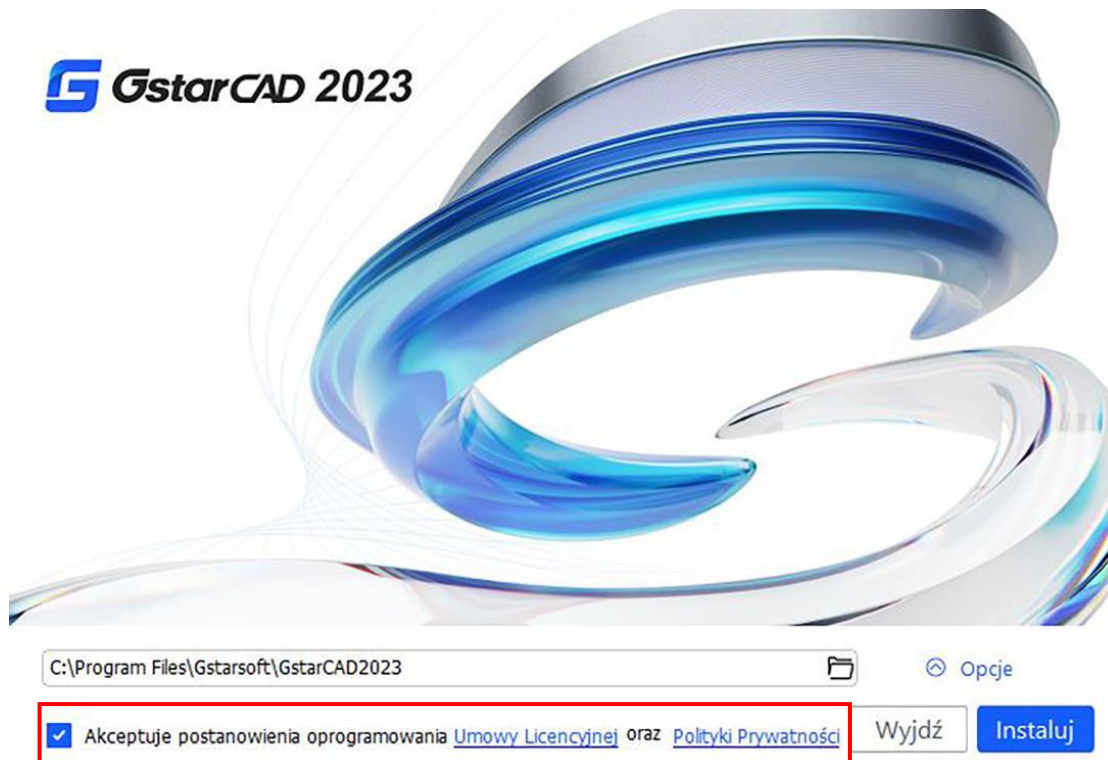 GstarCAD 2023
C:\Program Files\Gstarsoft\GstarCAD2023
Opcje
Akceptuje postanowienia oprogramowania Umowy Licencyjnej oraz Polityki Prywatności
Wyjdź
Instaluj